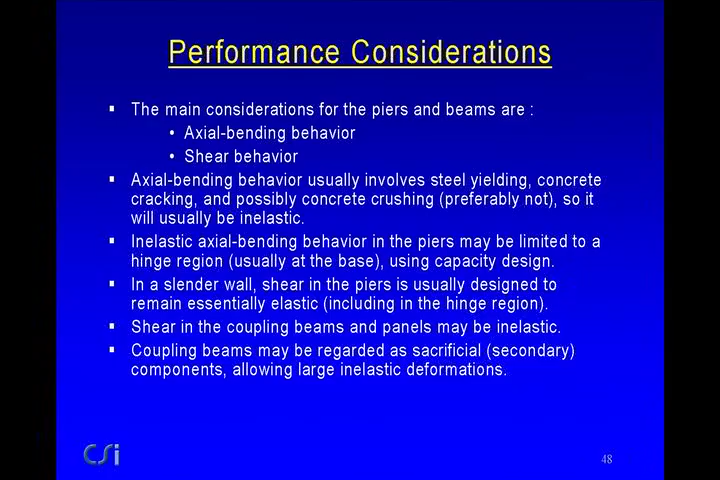 Performance Considerations
▪ The main considerations for the piers and beams are :
• Axial-bending behavior
• Shear behavior
▪ Axial-bending behavior usually involves steel yielding, concrete
cracking, and possibly concrete crushing (preferably not), so it
will usually be inelastic.
▪ Inelastic axial-bending behavior in the piers may be limited to a
hinge region (usually at the base), using capacity design.
▪ In a slender wall, shear in the piers is usually designed to
remain essentially elastic (including in the hinge region).
▪ Shear in the coupling beams and panels may be inelastic.
▪ Coupling beams may be regarded as sacrificial (secondary)
components, allowing large inelastic deformations.
CSi
48